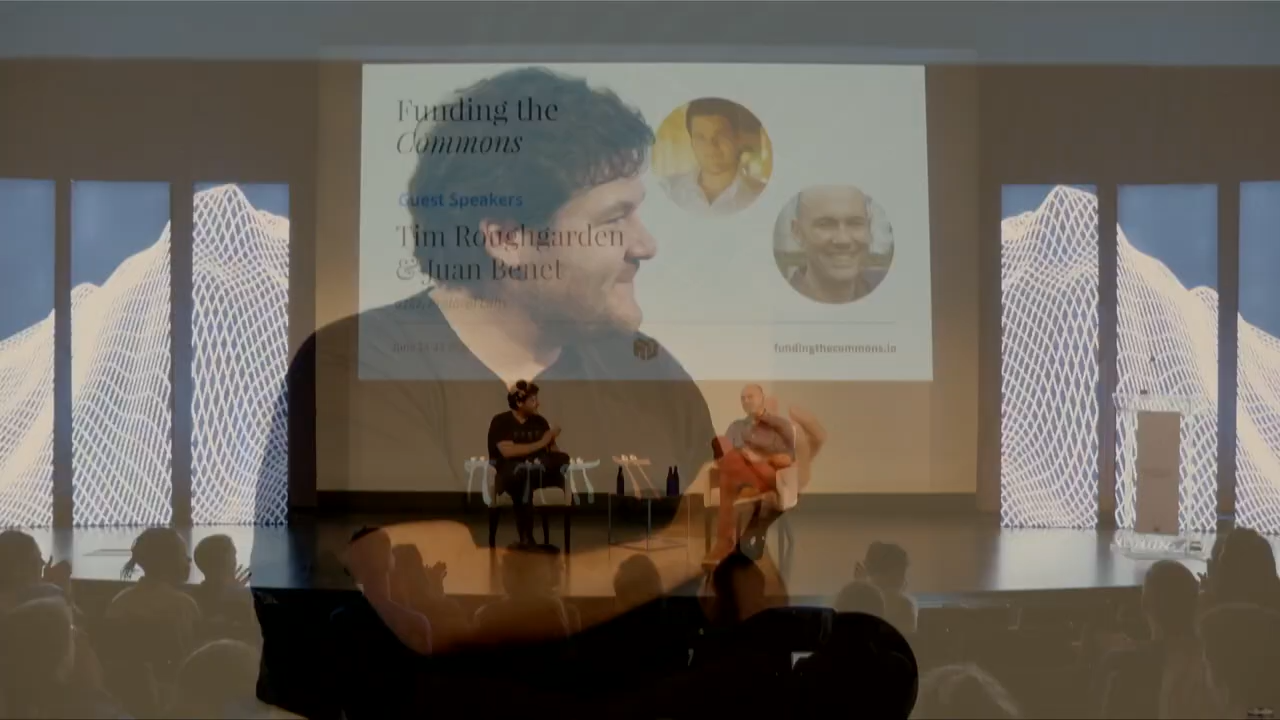 Funding the
Commons
Guest Speakers
Tim Roughgarden
& Juan Benet
fundingthecommons.io